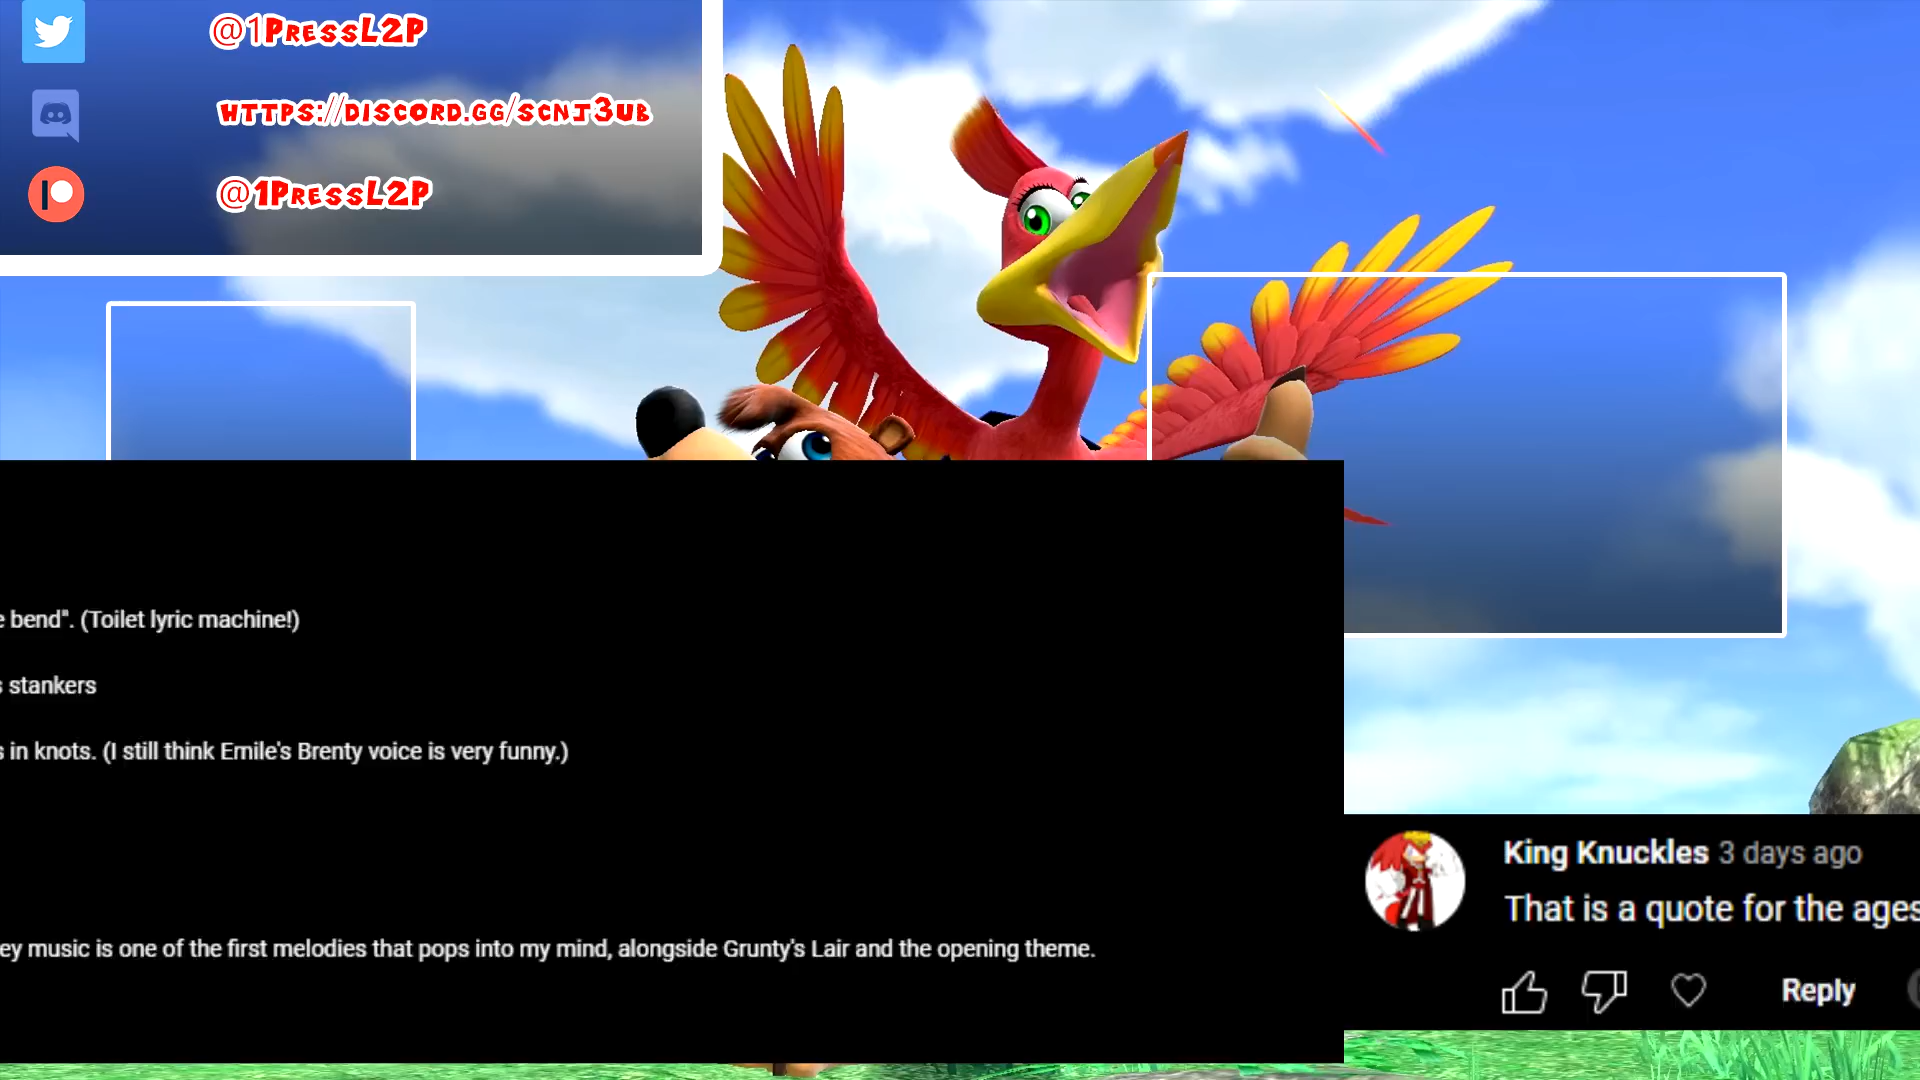 @1PressL2P
https://discord.gg/scnj3ub
@1PressL2P
e bend". (Toilet lyric machine!)
s stankers
s in knots. (I still think Emile's Brenty voice is very funny.)
ey music is one of the first melodies that pops into my mind, alongside Grunty's Lair and the opening theme.
King Knuckles 3 days ago
That is a quote for the ages
Reply